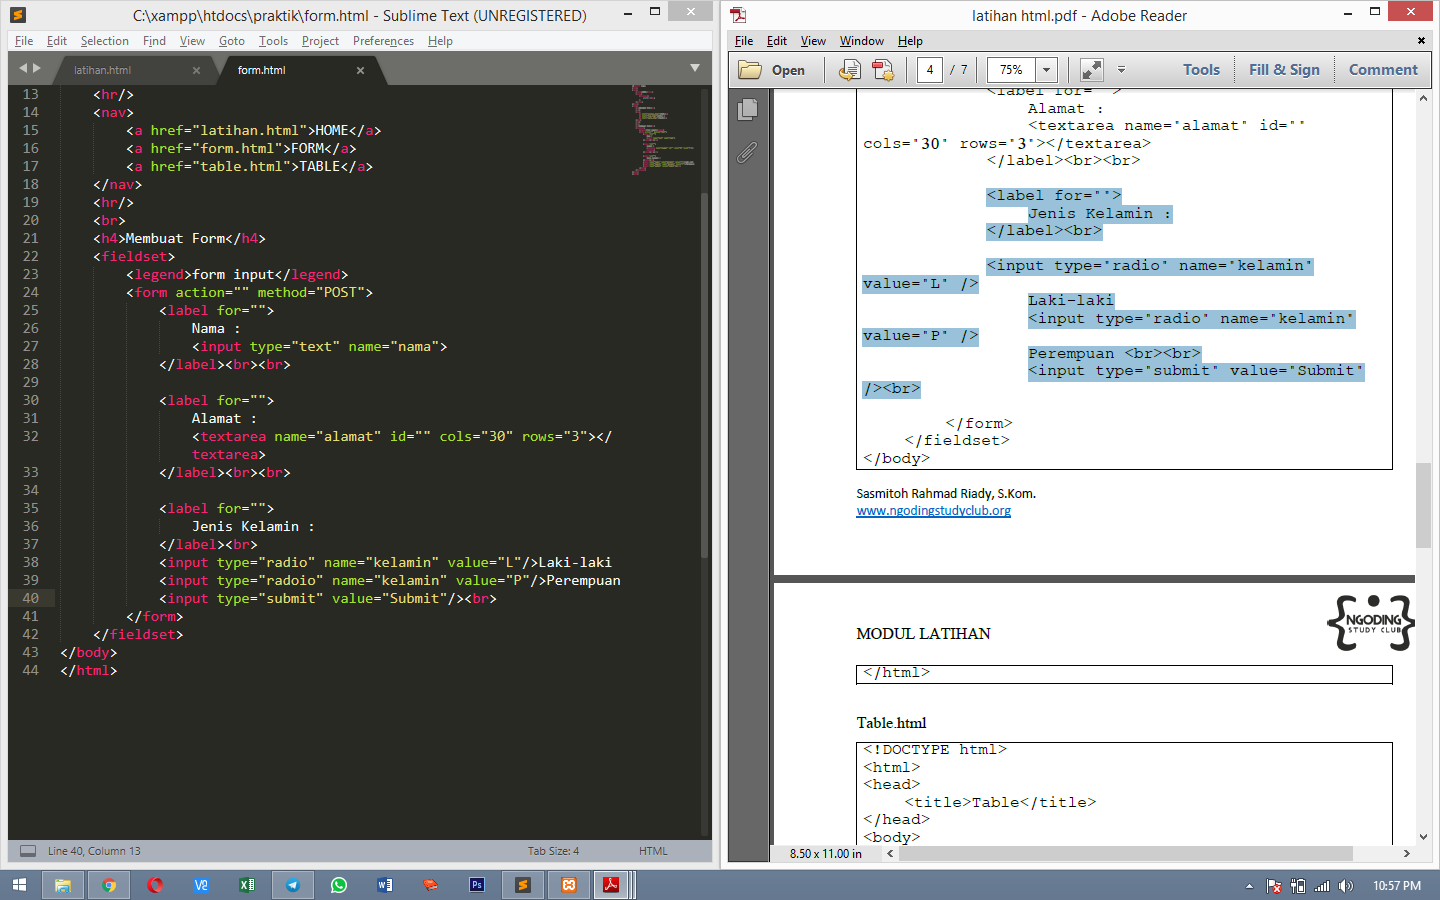 C:\xampp\htdocs\praktik\form.html - Sublime Text (UNREGISTERED)
File Edit Selection Find View Goto Tools Project Preferences Help
latihan.html form.html
13 <hr/>
14 <nav>
15 <a href="latihan.html">HOME</a>
16 <a href="form.html">FORM</a>
17 <a href="table.html">TABLE</a>
18 </nav>
19 <hr/>
20 <br>
21 <h4>Membuat Form</h4>
22 <fieldset>
23 <legend>form input</legend>
24 <form action="" method="POST">
25 <label for="">
26 Nama :
27 <input type="text" name="nama">
28 </label><br><br>
29
30 <label for="">
31 Alamat :
32 <textarea name="alamat" id="" cols="30" rows="3"></
textarea>
33 </label><br><br>
34
35 <label for="">
36 Jenis Kelamin :
37 </label><br>
38 <input type="radio" name="kelamin" value="L"/>Laki-laki
39 <input type="radoio" name="kelamin" value="P"/>Perempuan
40 <input type="submit" value="Submit"/><br>
41 </form>
42 </fieldset>
43 </body>
44 </html>
Line 40, Column 13 Tab Size: 4 HTML
latihan html.pdf - Adobe Reader
File Edit View Window Help
Open 4 / 7 75% Tools Fill & Sign Comment
<label for="">
Alamat :
<textarea name="alamat" id=""
cols="30" rows="3"></textarea>
</label><br><br>
<label for="">
Jenis Kelamin :
</label><br>
<input type="radio" name="kelamin"
value="L" />
Laki-laki
<input type="radio" name="kelamin"
value="P" />
Perempuan <br><br>
<input type="submit" value="Submit"
/><br>
</form>
</fieldset>
</body>
Sasmitoh Rahmad Riady, S.Kom.
www.ngodingstudyclub.org
NGODING
STUDY CLUB
MODUL LATIHAN
</html>
Table.html
<!DOCTYPE html>
<html>
<head>
<title>Table</title>
</head>
<body>
8.50 x 11.00 in
10:57 PM